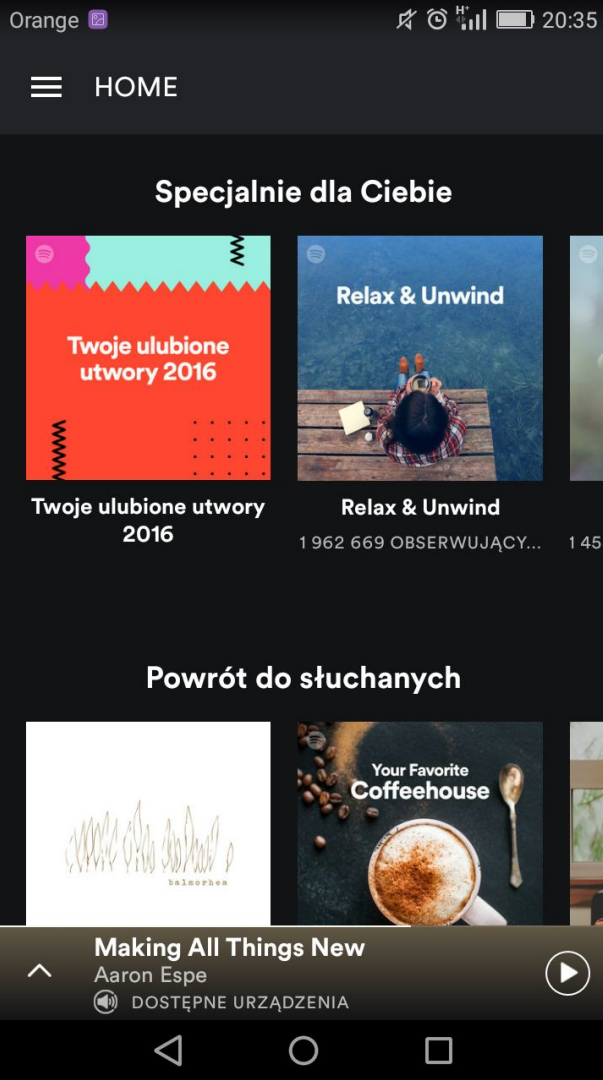 Orange
H+
20:35
HOME
Specjalnie dla Ciebie
Twoje ulubione
utwory 2016
Relax & Unwind
Twoje ulubione utwory
2016
Relax & Unwind
1 962 669 OBSERWUJĄCY...
1 45
Powrót do słuchanych
balmorhea
Your Favorite
Coffeehouse
Making All Things New
Aaron Espe
DOSTĘPNE URZĄDZENIA